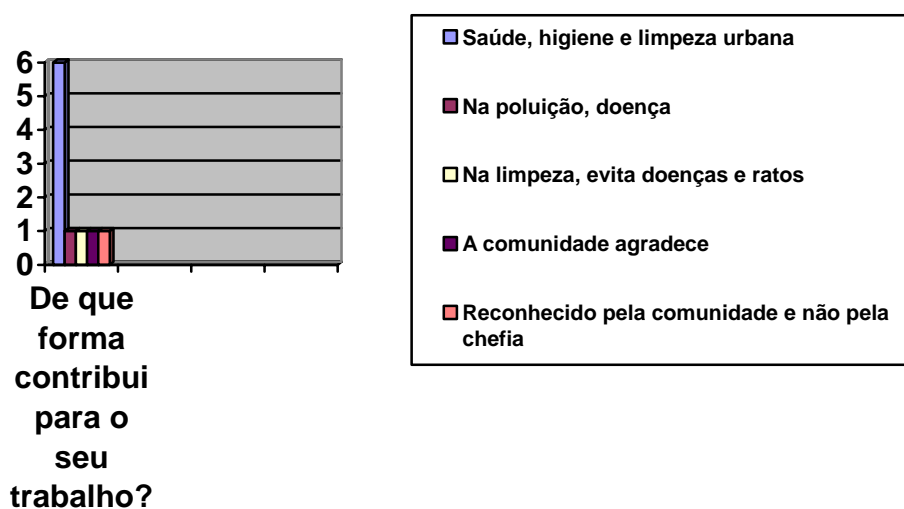 6
5
4
3
2
1
0
De que
forma
contribui
para o
seu
trabalho?
Saúde, higiene e limpeza urbana
Na poluição, doença
Na limpeza, evita doenças e ratos
A comunidade agradece
Reconhecido pela comunidade e não pela
chefia